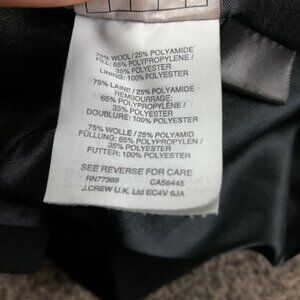 75% WOOL/25% POLYAMIDE
FILL: 65% POLYPROPYLENE/
35% POLYESTER
LINING: 100% POLYESTER
75% LAINE/25% POLYAMIDE
REMBOURRAGE:
65% POLYPROPYLÈNE/
35% POLYESTER
DOUBLURE: 100% POLYESTER
75% WOLLE/25% POLYAMID
FÜLLUNG: 65% POLYPROPYLEN/
35% POLYESTER
FUTTER: 100% POLYESTER
SEE REVERSE FOR CARE
RN77388 CA56445
J.CREW U.K. Ltd EC4V 6JA